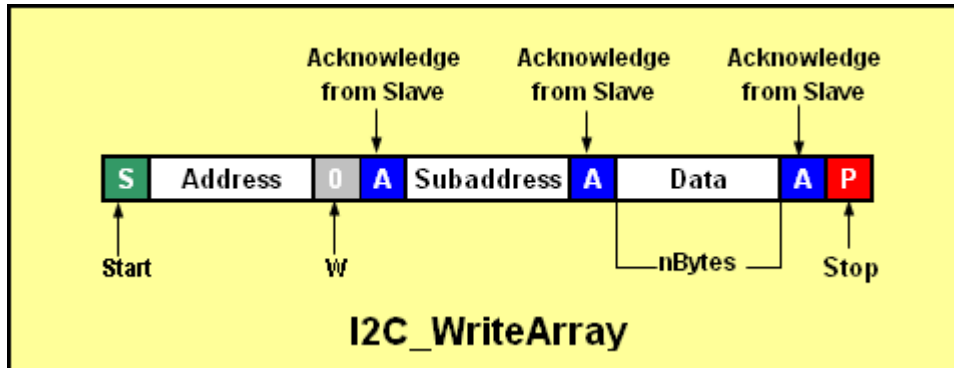 Acknowledge Acknowledge Acknowledge
from Slave from Slave from Slave
S Address 0 A Subaddress A Data A P
Start W nBytes Stop
I2C_WriteArray